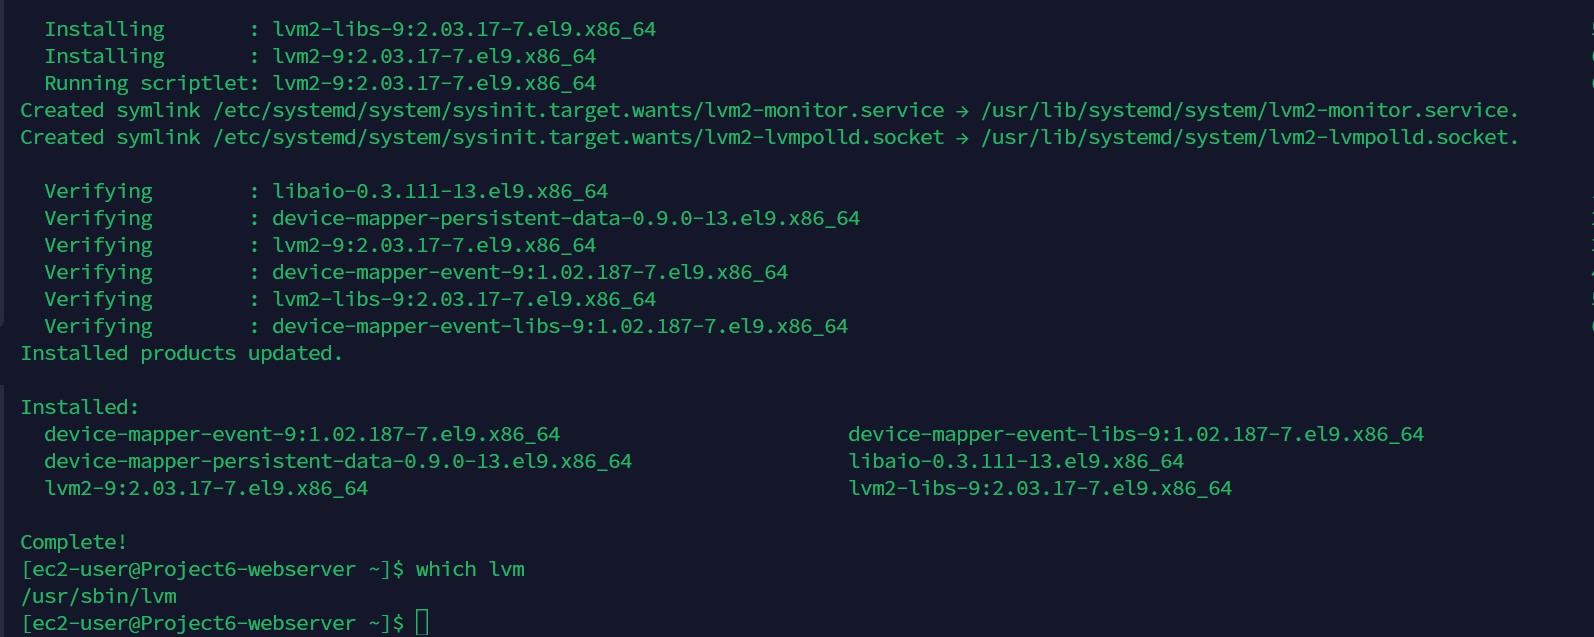 Installing       : lvm2-libs-9:2.03.17-7.el9.x86_64
Installing       : lvm2-9:2.03.17-7.el9.x86_64
Running scriptlet: lvm2-9:2.03.17-7.el9.x86_64
Created symlink /etc/systemd/system/sysinit.target.wants/lvm2-monitor.service → /usr/lib/systemd/system/lvm2-monitor.service.
Created symlink /etc/systemd/system/sysinit.target.wants/lvm2-lvmpolld.socket → /usr/lib/systemd/system/lvm2-lvmpolld.socket.
Verifying        : libaio-0.3.111-13.el9.x86_64
Verifying        : device-mapper-persistent-data-0.9.0-13.el9.x86_64
Verifying        : lvm2-9:2.03.17-7.el9.x86_64
Verifying        : device-mapper-event-9:1.02.187-7.el9.x86_64
Verifying        : lvm2-libs-9:2.03.17-7.el9.x86_64
Verifying        : device-mapper-event-libs-9:1.02.187-7.el9.x86_64
Installed products updated.
Installed:
device-mapper-event-9:1.02.187-7.el9.x86_64                        device-mapper-event-libs-9:1.02.187-7.el9.x86_64
device-mapper-persistent-data-0.9.0-13.el9.x86_64                  libaio-0.3.111-13.el9.x86_64
lvm2-9:2.03.17-7.el9.x86_64                                        lvm2-libs-9:2.03.17-7.el9.x86_64
Complete!
[ec2-user@Project6-webserver ~]$ which lvm
/usr/sbin/lvm
[ec2-user@Project6-webserver ~]$